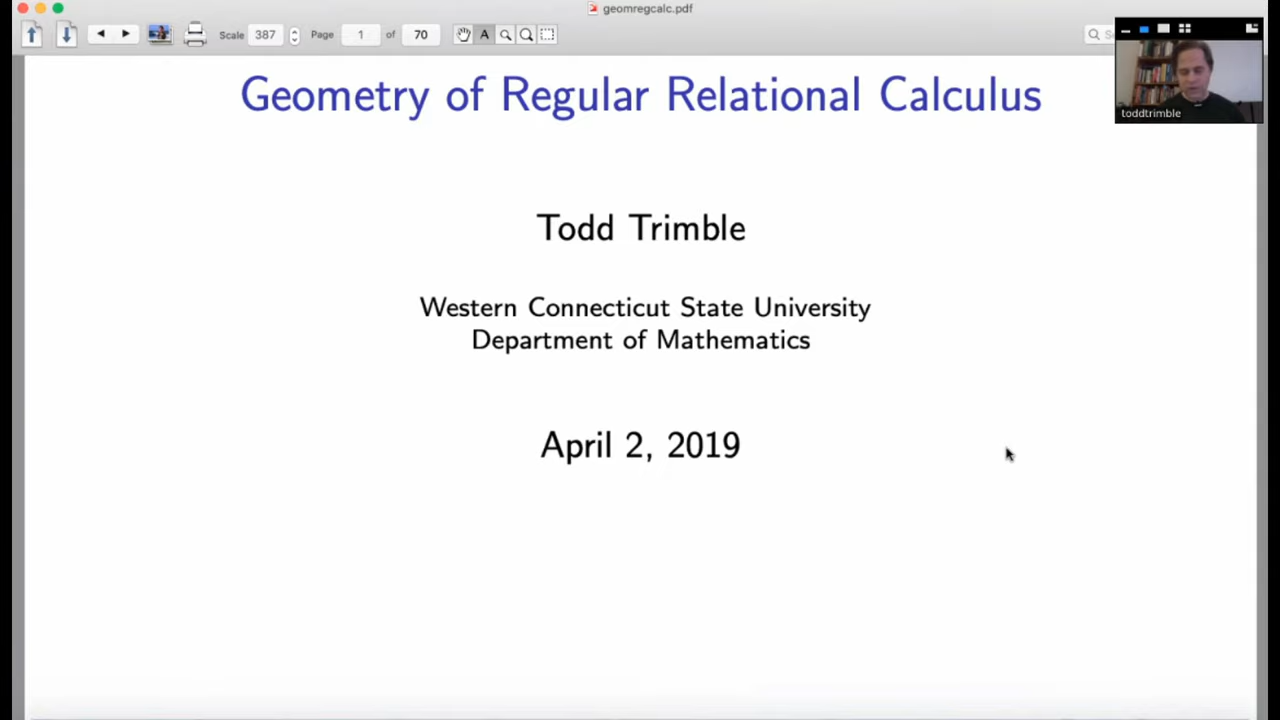 geomregcalc.pdf
Scale 387 Page 1 of 70
toddtrimble
Geometry of Regular Relational Calculus
Todd Trimble
Western Connecticut State University
Department of Mathematics
April 2, 2019